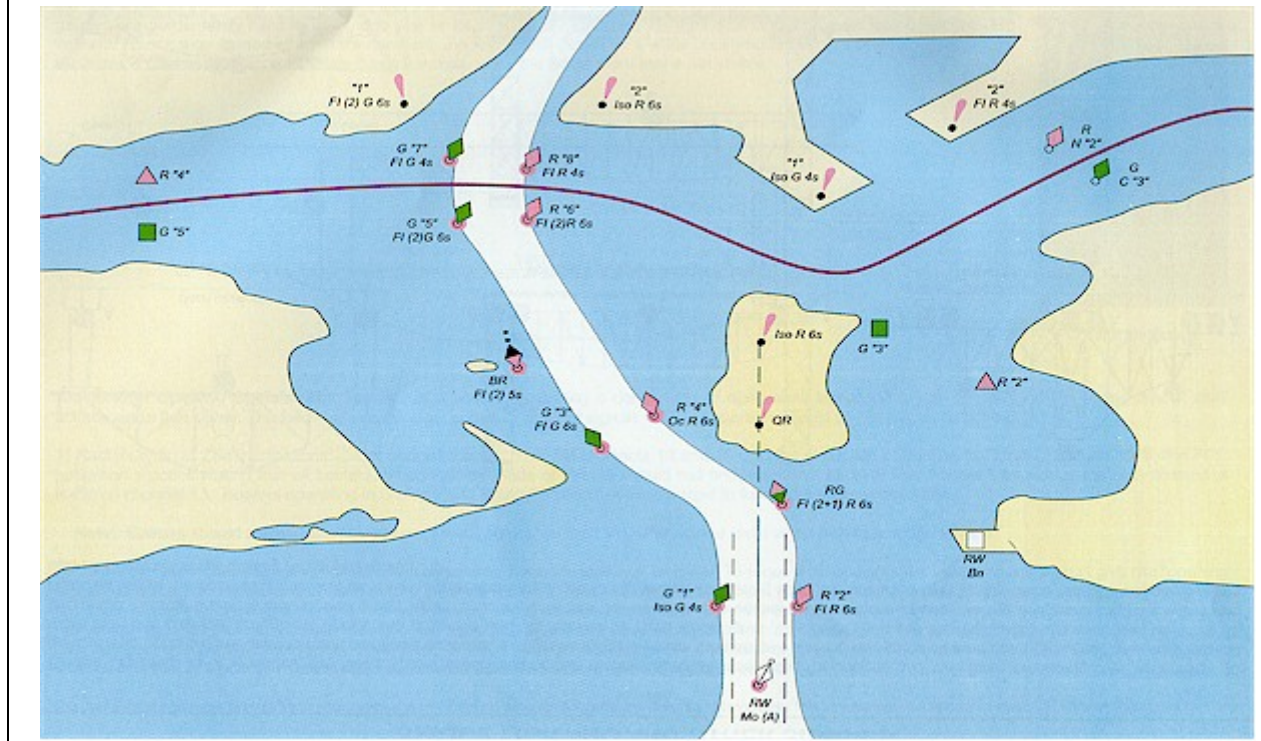 "1"
Fl (2) G 6s
"2"
Iso R 6s
"2"
Fl R 4s
G "7"
Fl G 4s
R "8"
Fl R 4s
R
N "2"
"1"
Iso G 4s
G
C "3"
R "4"
G "5"
G "5"
Fl (2)G 6s
R "6"
Fl (2)R 6s
Iso R 6s
G "3"
BR
Fl (2) 5s
R "2"
G "3"
Fl G 6s
R "4"
Oc R 6s
QR
RG
Fl (2+1) R 6s
RW
Bn
G "1"
Iso G 4s
R "2"
Fl R 6s
RW
Mo (A)